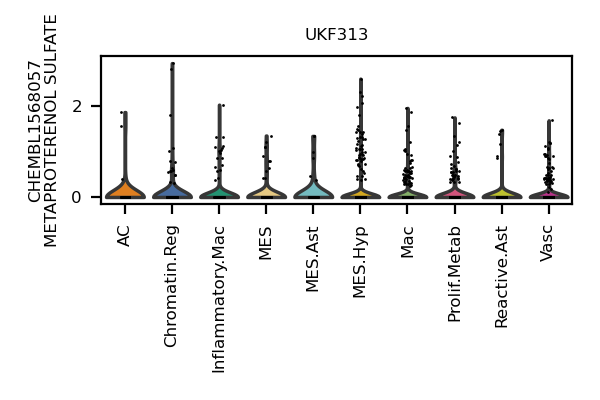 UKF313
CHEMBL1568057
METAPROTERENOL SULFATE
2
0
AC
Chromatin.Reg
Inflammatory.Mac
MES
MES.Ast
MES.Hyp
Mac
Prolif.Metab
Reactive.Ast
Vasc